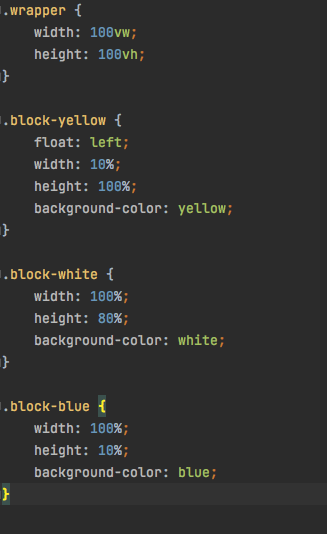 .wrapper {
    width: 100vw;
    height: 100vh;
}

.block-yellow {
    float: left;
    width: 10%;
    height: 100%;
    background-color: yellow;
}

.block-white {
    width: 100%;
    height: 80%;
    background-color: white;
}

.block-blue {
    width: 100%;
    height: 10%;
    background-color: blue;
}